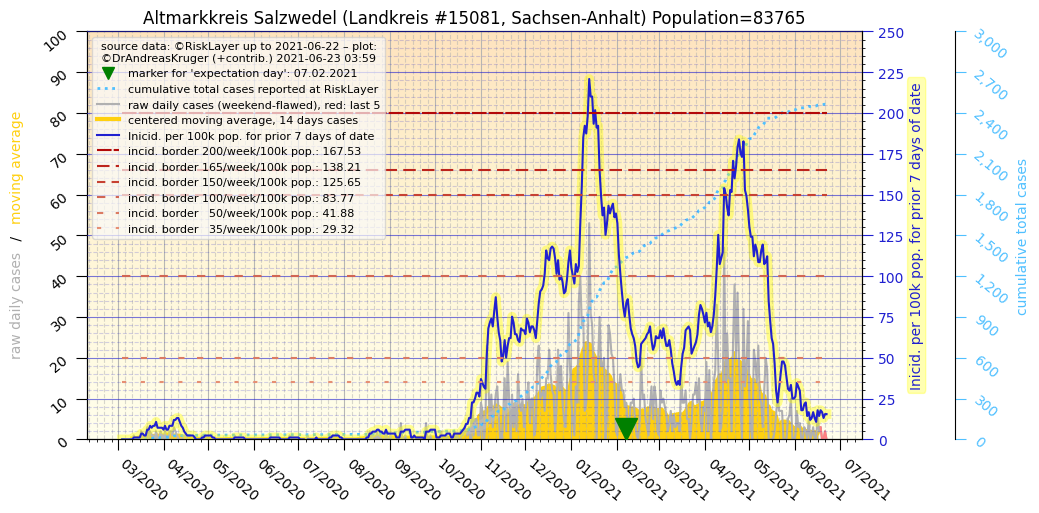 Altmarkkreis Salzwedel (Landkreis #15081, Sachsen-Anhalt) Population=83765
source data: ©RiskLayer up to 2021-06-22 – plot:
©DrAndreasKruger (+contrib.) 2021-06-23 03:59
marker for 'expectation day': 07.02.2021
cumulative total cases reported at RiskLayer
raw daily cases (weekend-flawed), red: last 5
centered moving average, 14 days cases
Inicid. per 100k pop. for prior 7 days of date
incid. border 200/week/100k pop.: 167.53
incid. border 165/week/100k pop.: 138.21
incid. border 150/week/100k pop.: 125.65
incid. border 100/week/100k pop.: 83.77
incid. border 50/week/100k pop.: 41.88
incid. border 35/week/100k pop.: 29.32
raw daily cases / moving average
100
90
80
70
60
50
40
30
20
10
0
03/2020
04/2020
05/2020
06/2020
07/2020
08/2020
09/2020
10/2020
11/2020
12/2020
01/2021
02/2021
03/2021
04/2021
05/2021
06/2021
07/2021
250
225
200
175
150
125
100
75
50
25
0
Inicid. per 100k pop. for prior 7 days of date
3,000
2,700
2,400
2,100
1,800
1,500
1,200
900
600
300
0
cumulative total cases